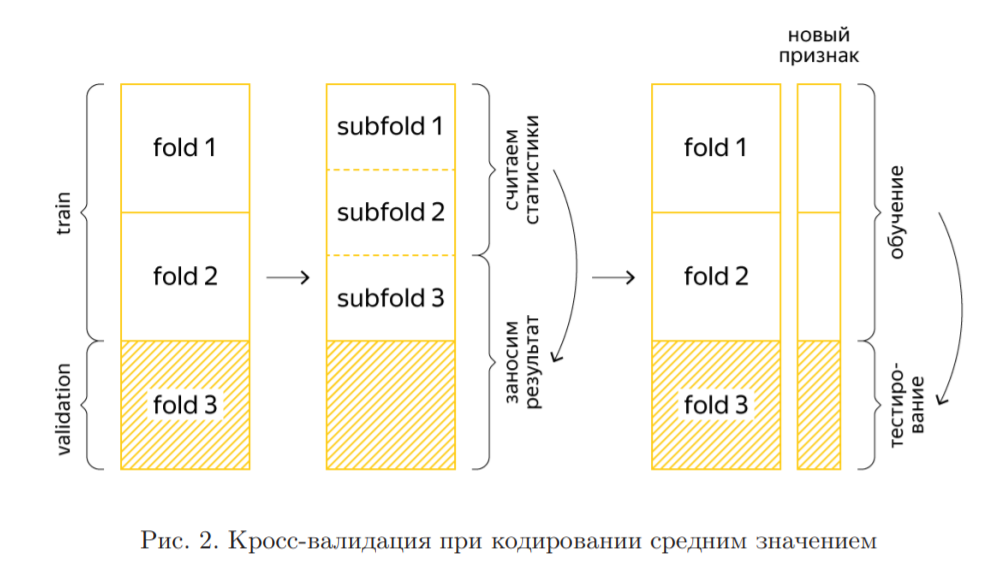 новый
признак
train
fold 1
fold 2
validation
fold 3
subfold 1
subfold 2
subfold 3
считаем
статистики
заносим
результат
fold 1
fold 2
fold 3
обучение
тестиро-
вание
Рис. 2. Кросс-валидация при кодировании средним значением